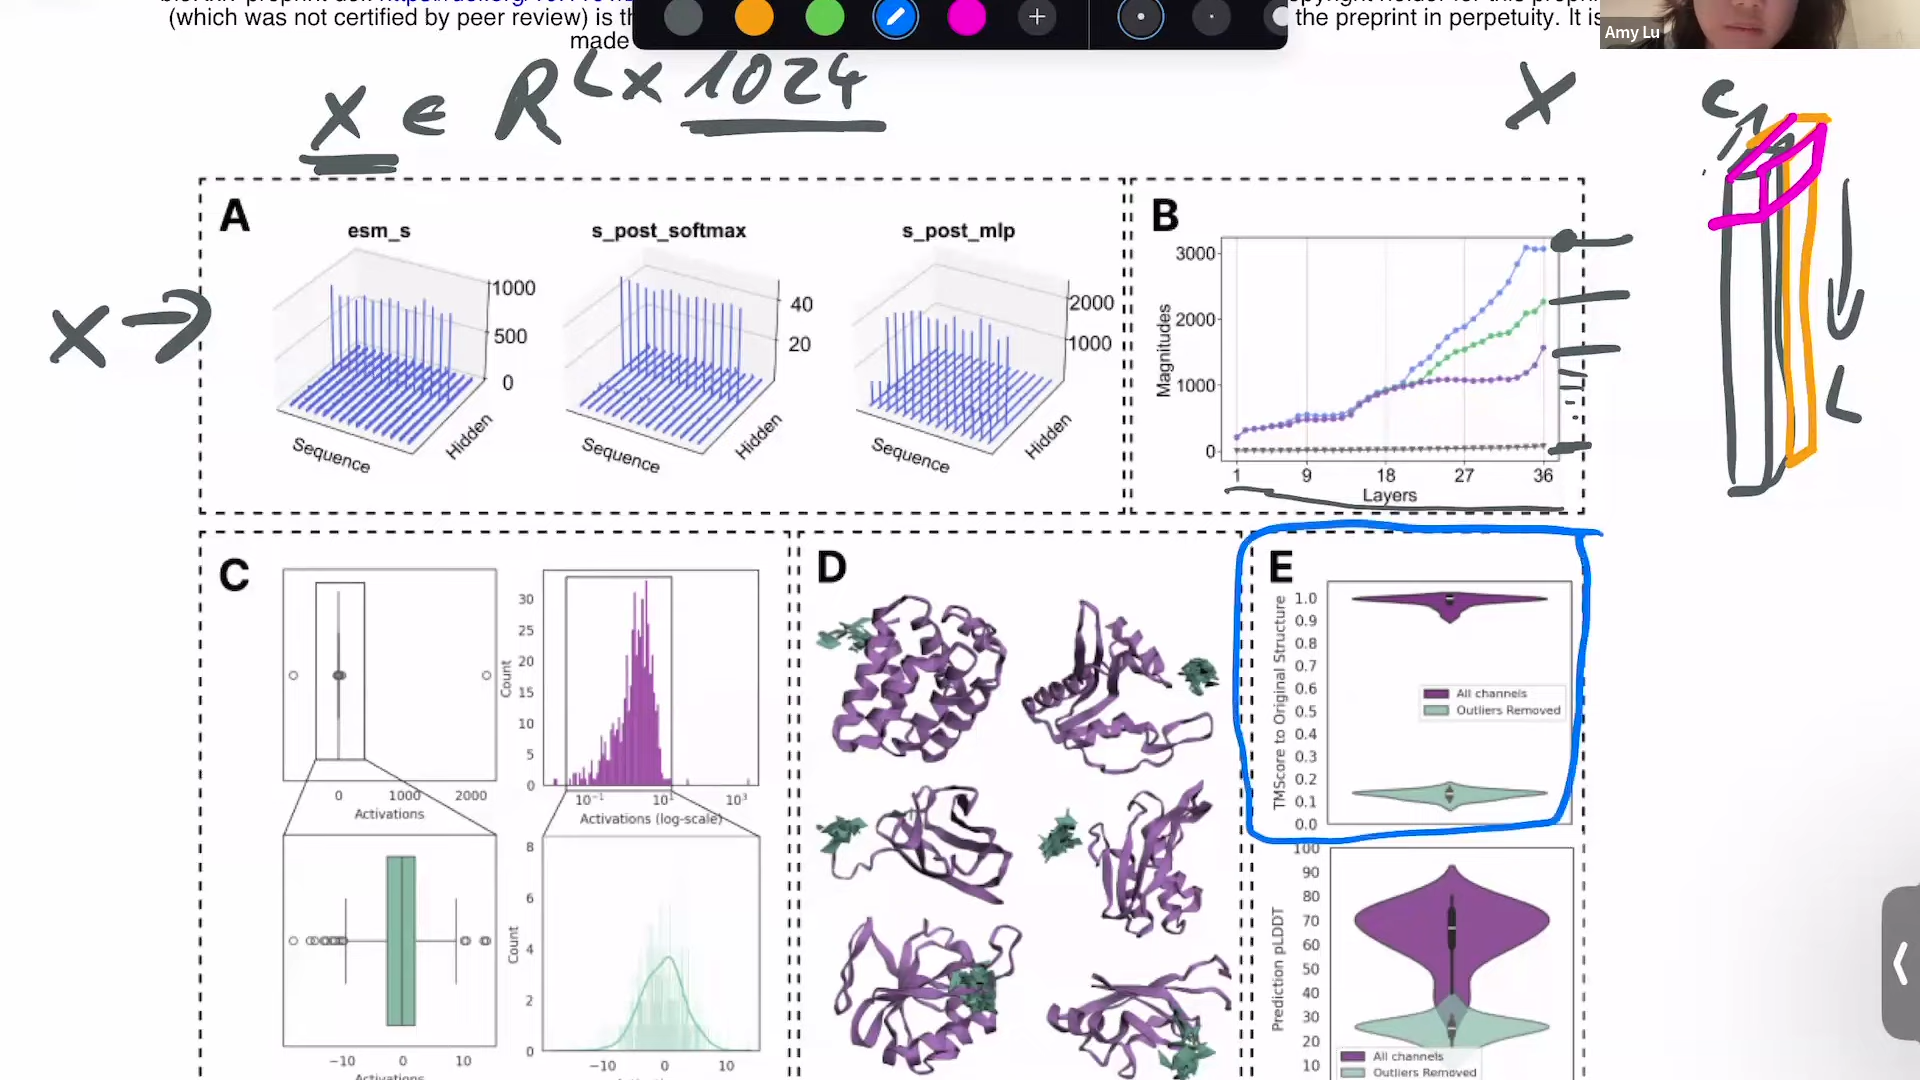 (which was not certified by peer review) is th
the preprint in perpetuity. It is
made
Amy Lu
x ∈ R^L×1024
X
C
X →
L
A
esm_s
s_post_softmax
s_post_mlp
1000
500
0
40
20
2000
1000
Sequence
Hidden
Sequence
Hidden
Sequence
Hidden
B
3000
2000
1000
0
Magnitudes
1
9
18
27
36
Layers
C
0
1000
2000
Activations
30
25
20
15
10
5
0
Count
10^-1
10^1
10^3
Activations (log-scale)
−10
0
10
Activations
8
6
4
2
0
Count
−10
0
10
D
E
1.0
0.9
0.8
0.7
0.6
0.5
0.4
0.3
0.2
0.1
0.0
TMScore to Original Structure
All channels
Outliers Removed
100
90
80
70
60
50
40
30
20
10
Prediction pLDDT
All channels
Outliers Removed